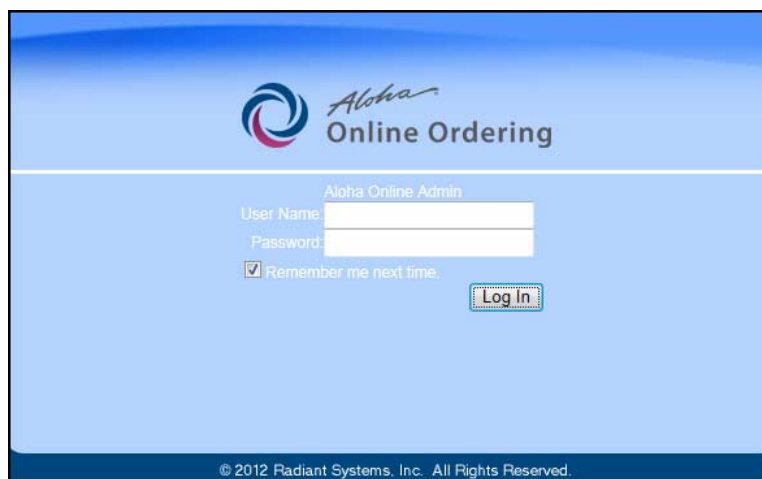 Aloha
Online Ordering
Aloha Online Admin
User Name:
Password:
Remember me next time.
Log In
© 2012 Radiant Systems, Inc. All Rights Reserved.